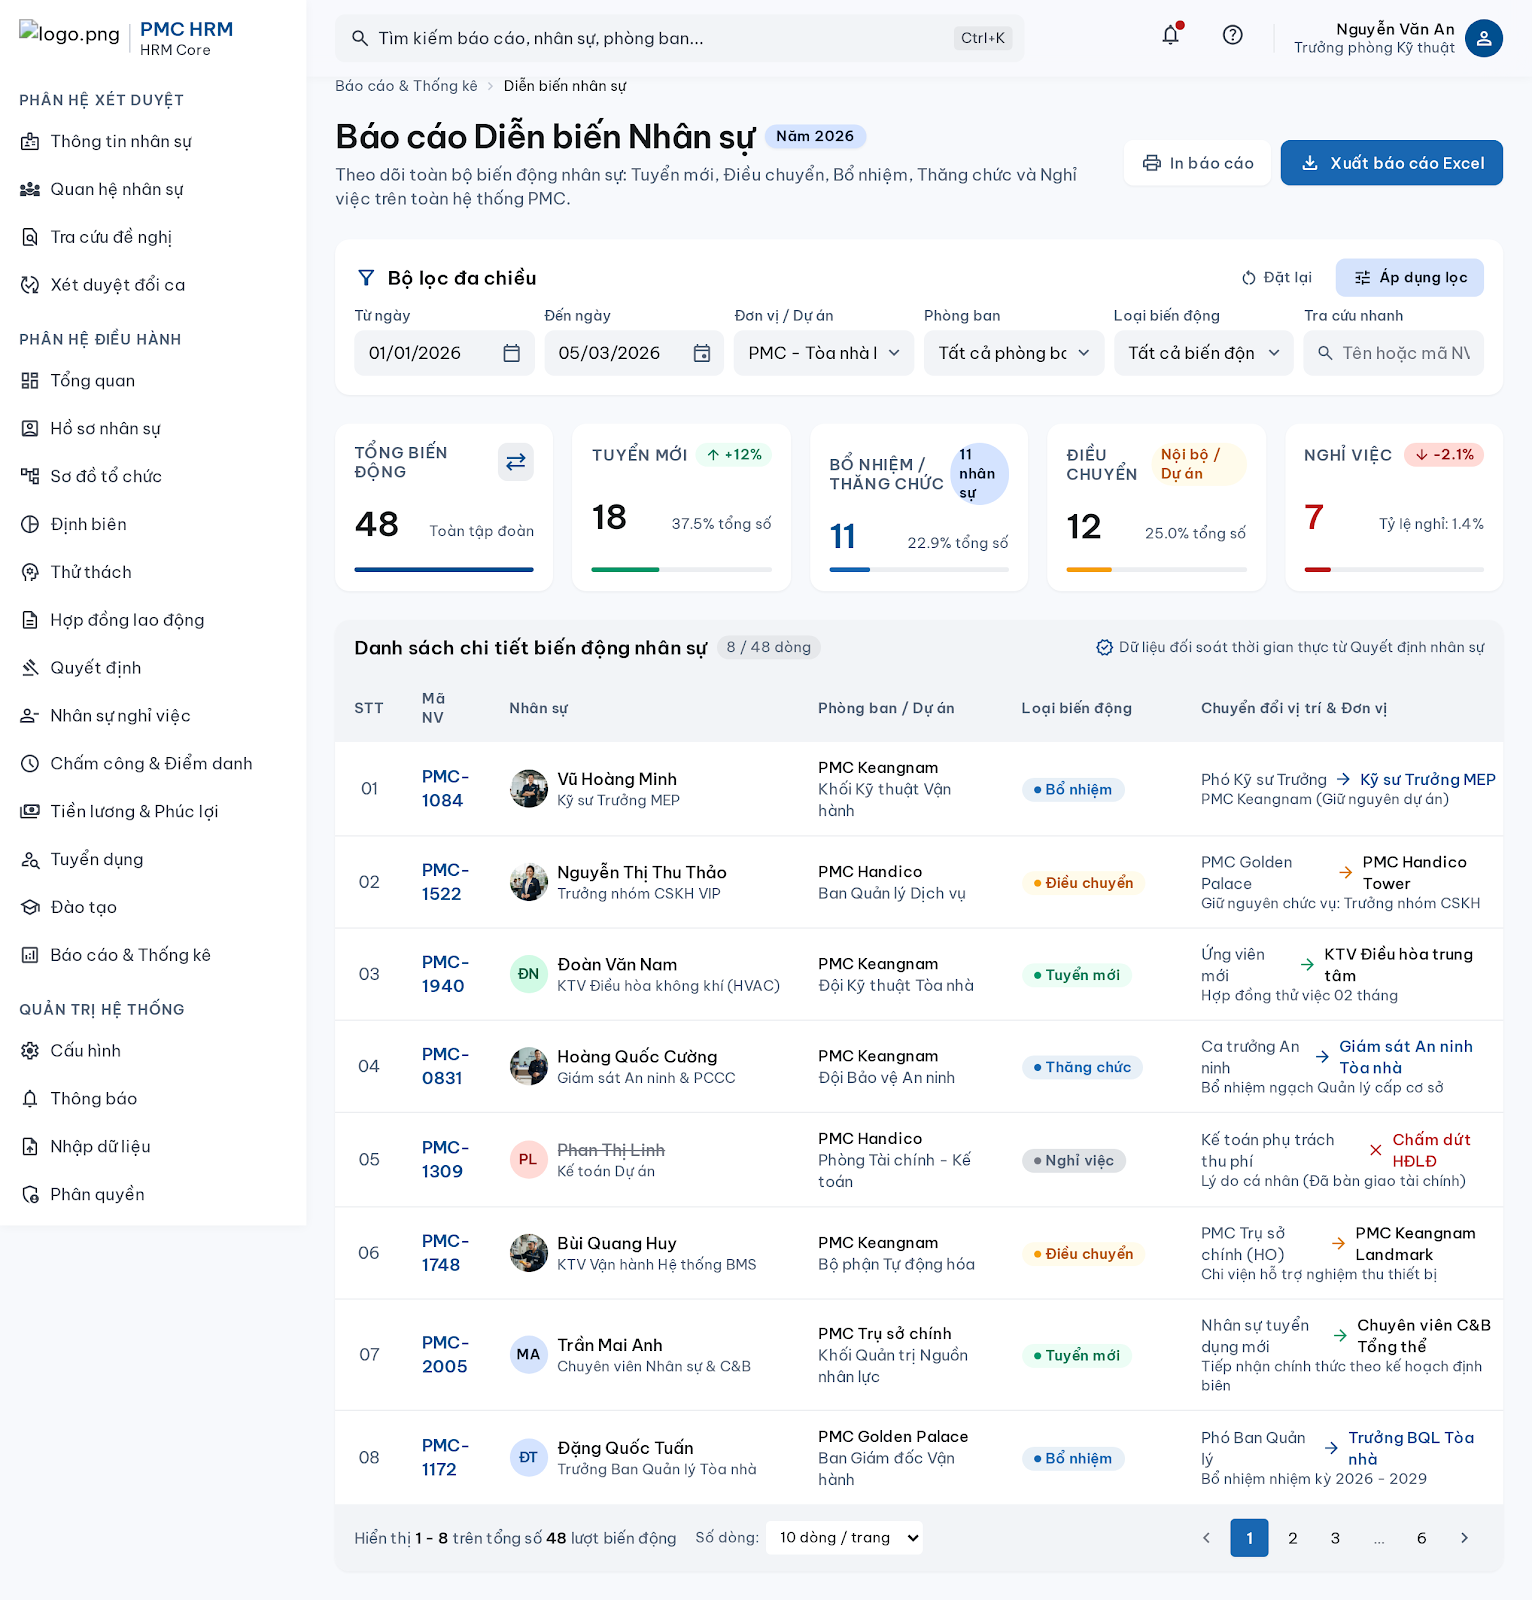 logo.png
PMC HRM
HRM Core
Tìm kiếm báo cáo, nhân sự, phòng ban...
Ctrl+K
Nguyễn Văn An
Trưởng phòng Kỹ thuật
PHÂN HỆ XÉT DUYỆT
Thông tin nhân sự
Quan hệ nhân sự
Tra cứu đề nghị
Xét duyệt đổi ca
PHÂN HỆ ĐIỀU HÀNH
Tổng quan
Hồ sơ nhân sự
Sơ đồ tổ chức
Định biên
Thử thách
Hợp đồng lao động
Quyết định
Nhân sự nghỉ việc
Chấm công & Điểm danh
Tiền lương & Phúc lợi
Tuyển dụng
Đào tạo
Báo cáo & Thống kê
QUẢN TRỊ HỆ THỐNG
Cấu hình
Thông báo
Nhập dữ liệu
Phân quyền
Báo cáo & Thống kê > Diễn biến nhân sự
Báo cáo Diễn biến Nhân sự
Năm 2026
Theo dõi toàn bộ biến động nhân sự: Tuyển mới, Điều chuyển, Bổ nhiệm, Thăng chức và Nghỉ
việc trên toàn hệ thống PMC.
In báo cáo
Xuất báo cáo Excel
Bộ lọc đa chiều
Đặt lại
Áp dụng lọc
Từ ngày
01/01/2026
Đến ngày
05/03/2026
Đơn vị / Dự án
PMC - Tòa nhà
Phòng ban
Tất cả phòng
Loại biến động
Tất cả biến độn
Tra cứu nhanh
Tên hoặc mã NV
TỔNG BIẾN
ĐỘNG
48
Toàn tập đoàn
TUYỂN MỚI
+12%
18
37.5% tổng số
BỔ NHIỆM /
THĂNG CHỨC
11
nhân
sự
11
22.9% tổng số
ĐIỀU
CHUYỂN
Nội bộ /
Dự án
12
25.0% tổng số
NGHỈ VIỆC
-2.1%
7
Tỷ lệ nghỉ: 1.4%
Danh sách chi tiết biến động nhân sự
8 / 48 dòng
Dữ liệu đối soát thời gian thực từ Quyết định nhân sự
STT
Mã
NV
Nhân sự
Phòng ban / Dự án
Loại biến động
Chuyển đổi vị trí & Đơn vị
01
PMC-
1084
Vũ Hoàng Minh
Kỹ sư Trưởng MEP
PMC Keangnam
Khối Kỹ thuật Vận
hành
Bổ nhiệm
Phó Kỹ sư Trưởng → Kỹ sư Trưởng MEP
PMC Keangnam (Giữ nguyên dự án)
02
PMC-
1522
Nguyễn Thị Thu Thảo
Trưởng nhóm CSKH VIP
PMC Handico
Ban Quản lý Dịch vụ
Điều chuyển
PMC Golden
Palace
→
PMC Handico
Tower
Giữ nguyên chức vụ: Trưởng nhóm CSKH
03
PMC-
1940
ĐN
Đoàn Văn Nam
KTV Điều hòa không khí (HVAC)
PMC Keangnam
Đội Kỹ thuật Tòa nhà
Tuyển mới
Ứng viên
mới
→
KTV Điều hòa trung
tâm
Hợp đồng thử việc 02 tháng
04
PMC-
0831
Hoàng Quốc Cường
Giám sát An ninh & PCCC
PMC Keangnam
Đội Bảo vệ An ninh
Thăng chức
Ca trưởng An
ninh
→
Giám sát An ninh
Tòa nhà
Bổ nhiệm ngạch Quản lý cấp cơ sở
05
PMC-
1309
PL
Phan Thị Linh
Kế toán Dự án
PMC Handico
Phòng Tài chính - Kế
toán
Nghỉ việc
Kế toán phụ trách
thu phí
Chấm dứt
HĐLĐ
Lý do cá nhân (Đã bàn giao tài chính)
06
PMC-
1748
Bùi Quang Huy
KTV Vận hành Hệ thống BMS
PMC Keangnam
Bộ phận Tự động hóa
Điều chuyển
PMC Trụ sở
chính (HO)
→
PMC Keangnam
Landmark
Chi viện hỗ trợ nghiệm thu thiết bị
07
PMC-
2005
MA
Trần Mai Anh
Chuyên viên Nhân sự & C&B
PMC Trụ sở chính
Khối Quản trị Nguồn
nhân lực
Tuyển mới
Nhân sự tuyển
dụng mới
→
Chuyên viên C&B
Tổng thể
Tiếp nhận chính thức theo kế hoạch định
biên
08
PMC-
1172
ĐT
Đặng Quốc Tuấn
Trưởng Ban Quản lý Tòa nhà
PMC Golden Palace
Ban Giám đốc Vận
hành
Bổ nhiệm
Phó Ban Quản
lý
→
Trưởng BQL Tòa
nhà
Bổ nhiệm nhiệm kỳ 2026 - 2029
Hiển thị 1 - 8 trên tổng số 48 lượt biến động
Số dòng:
10 dòng / trang
1 2 3 ... 6